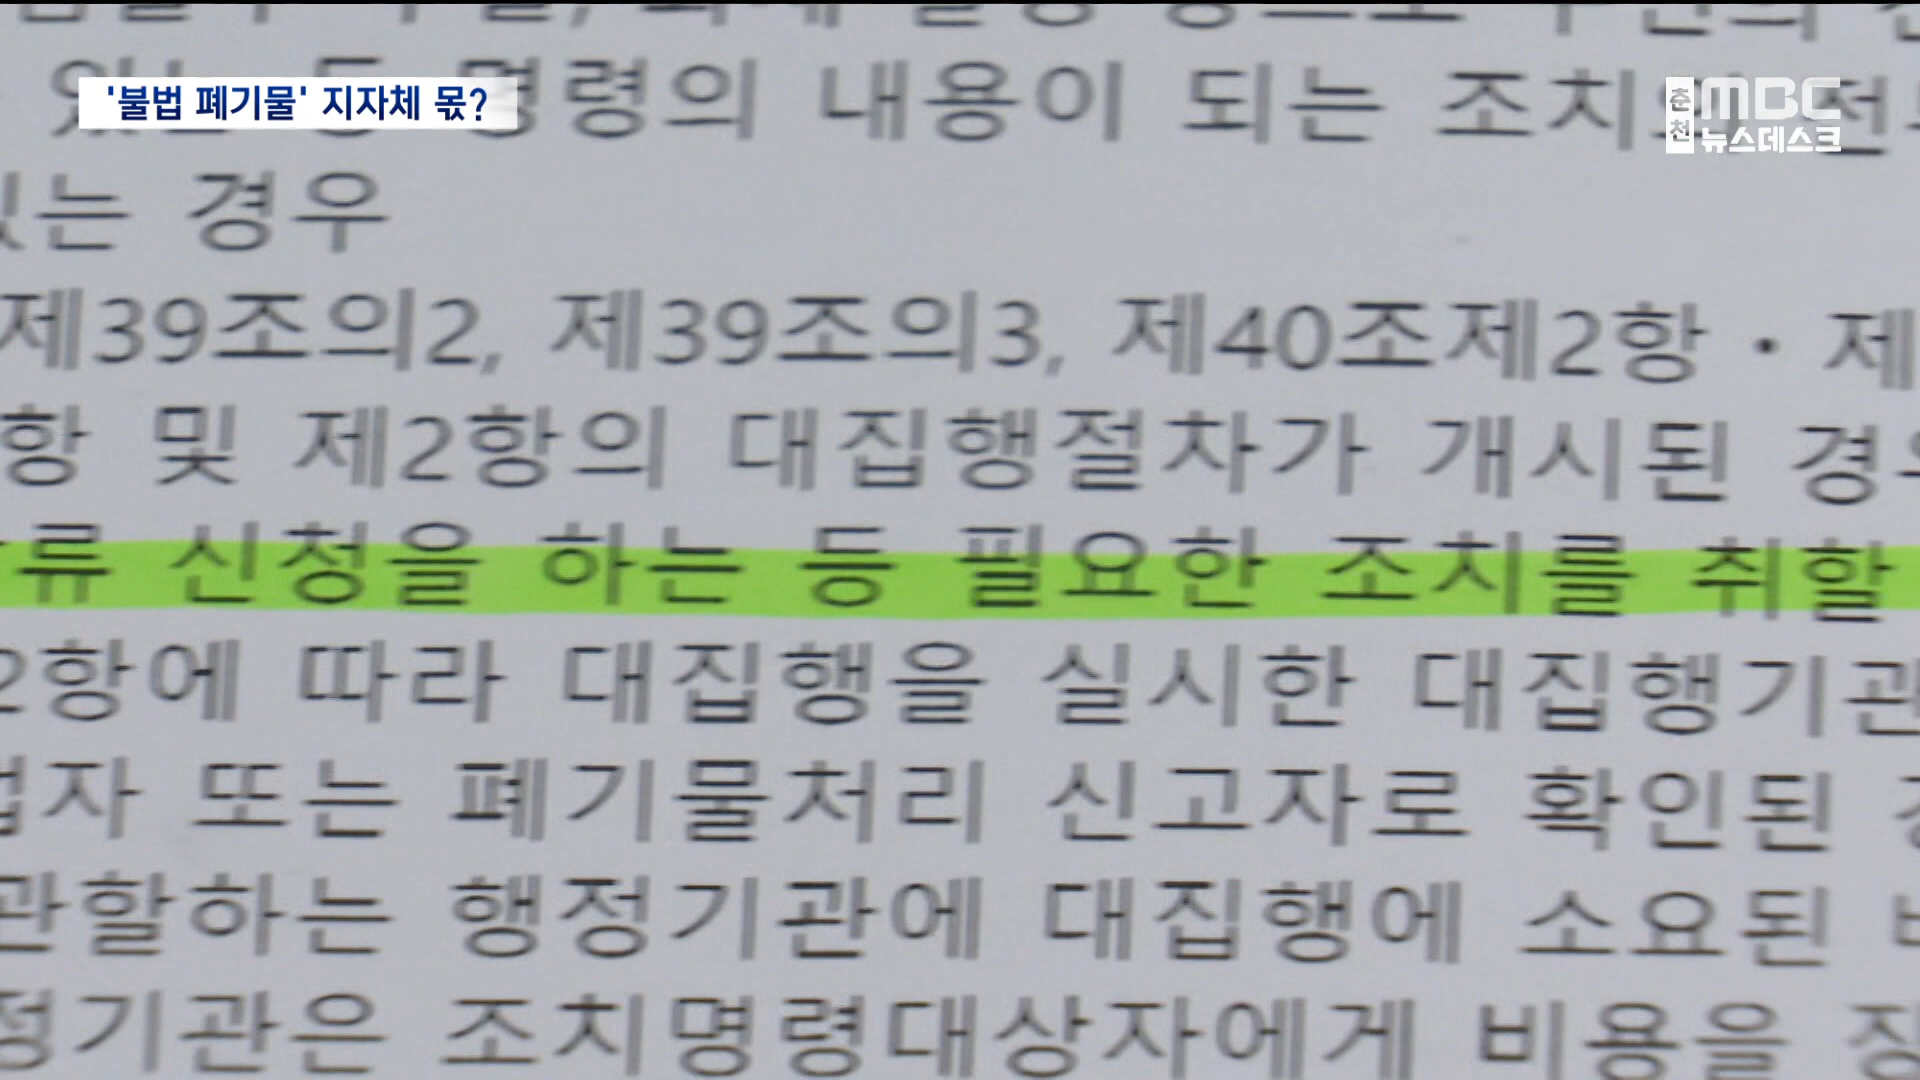 '불법 폐기물' 지자체 몫?
춘천 MBC 뉴스데스크
명령의 내용이 되는 조치
있는 경우
제39조의2, 제39조의3, 제40조제2항 · 제
항 및 제2항의 대집행절차가 개시된
류 신청을 하는 등 필요한 조치를 취할
2항에 따라 대집행을 실시한 대집행기관
자 또는 폐기물처리 신고자로 확인된
관할하는 행정기관에 대집행에 소요된
정기관은 조치명령대상자에게 비용을